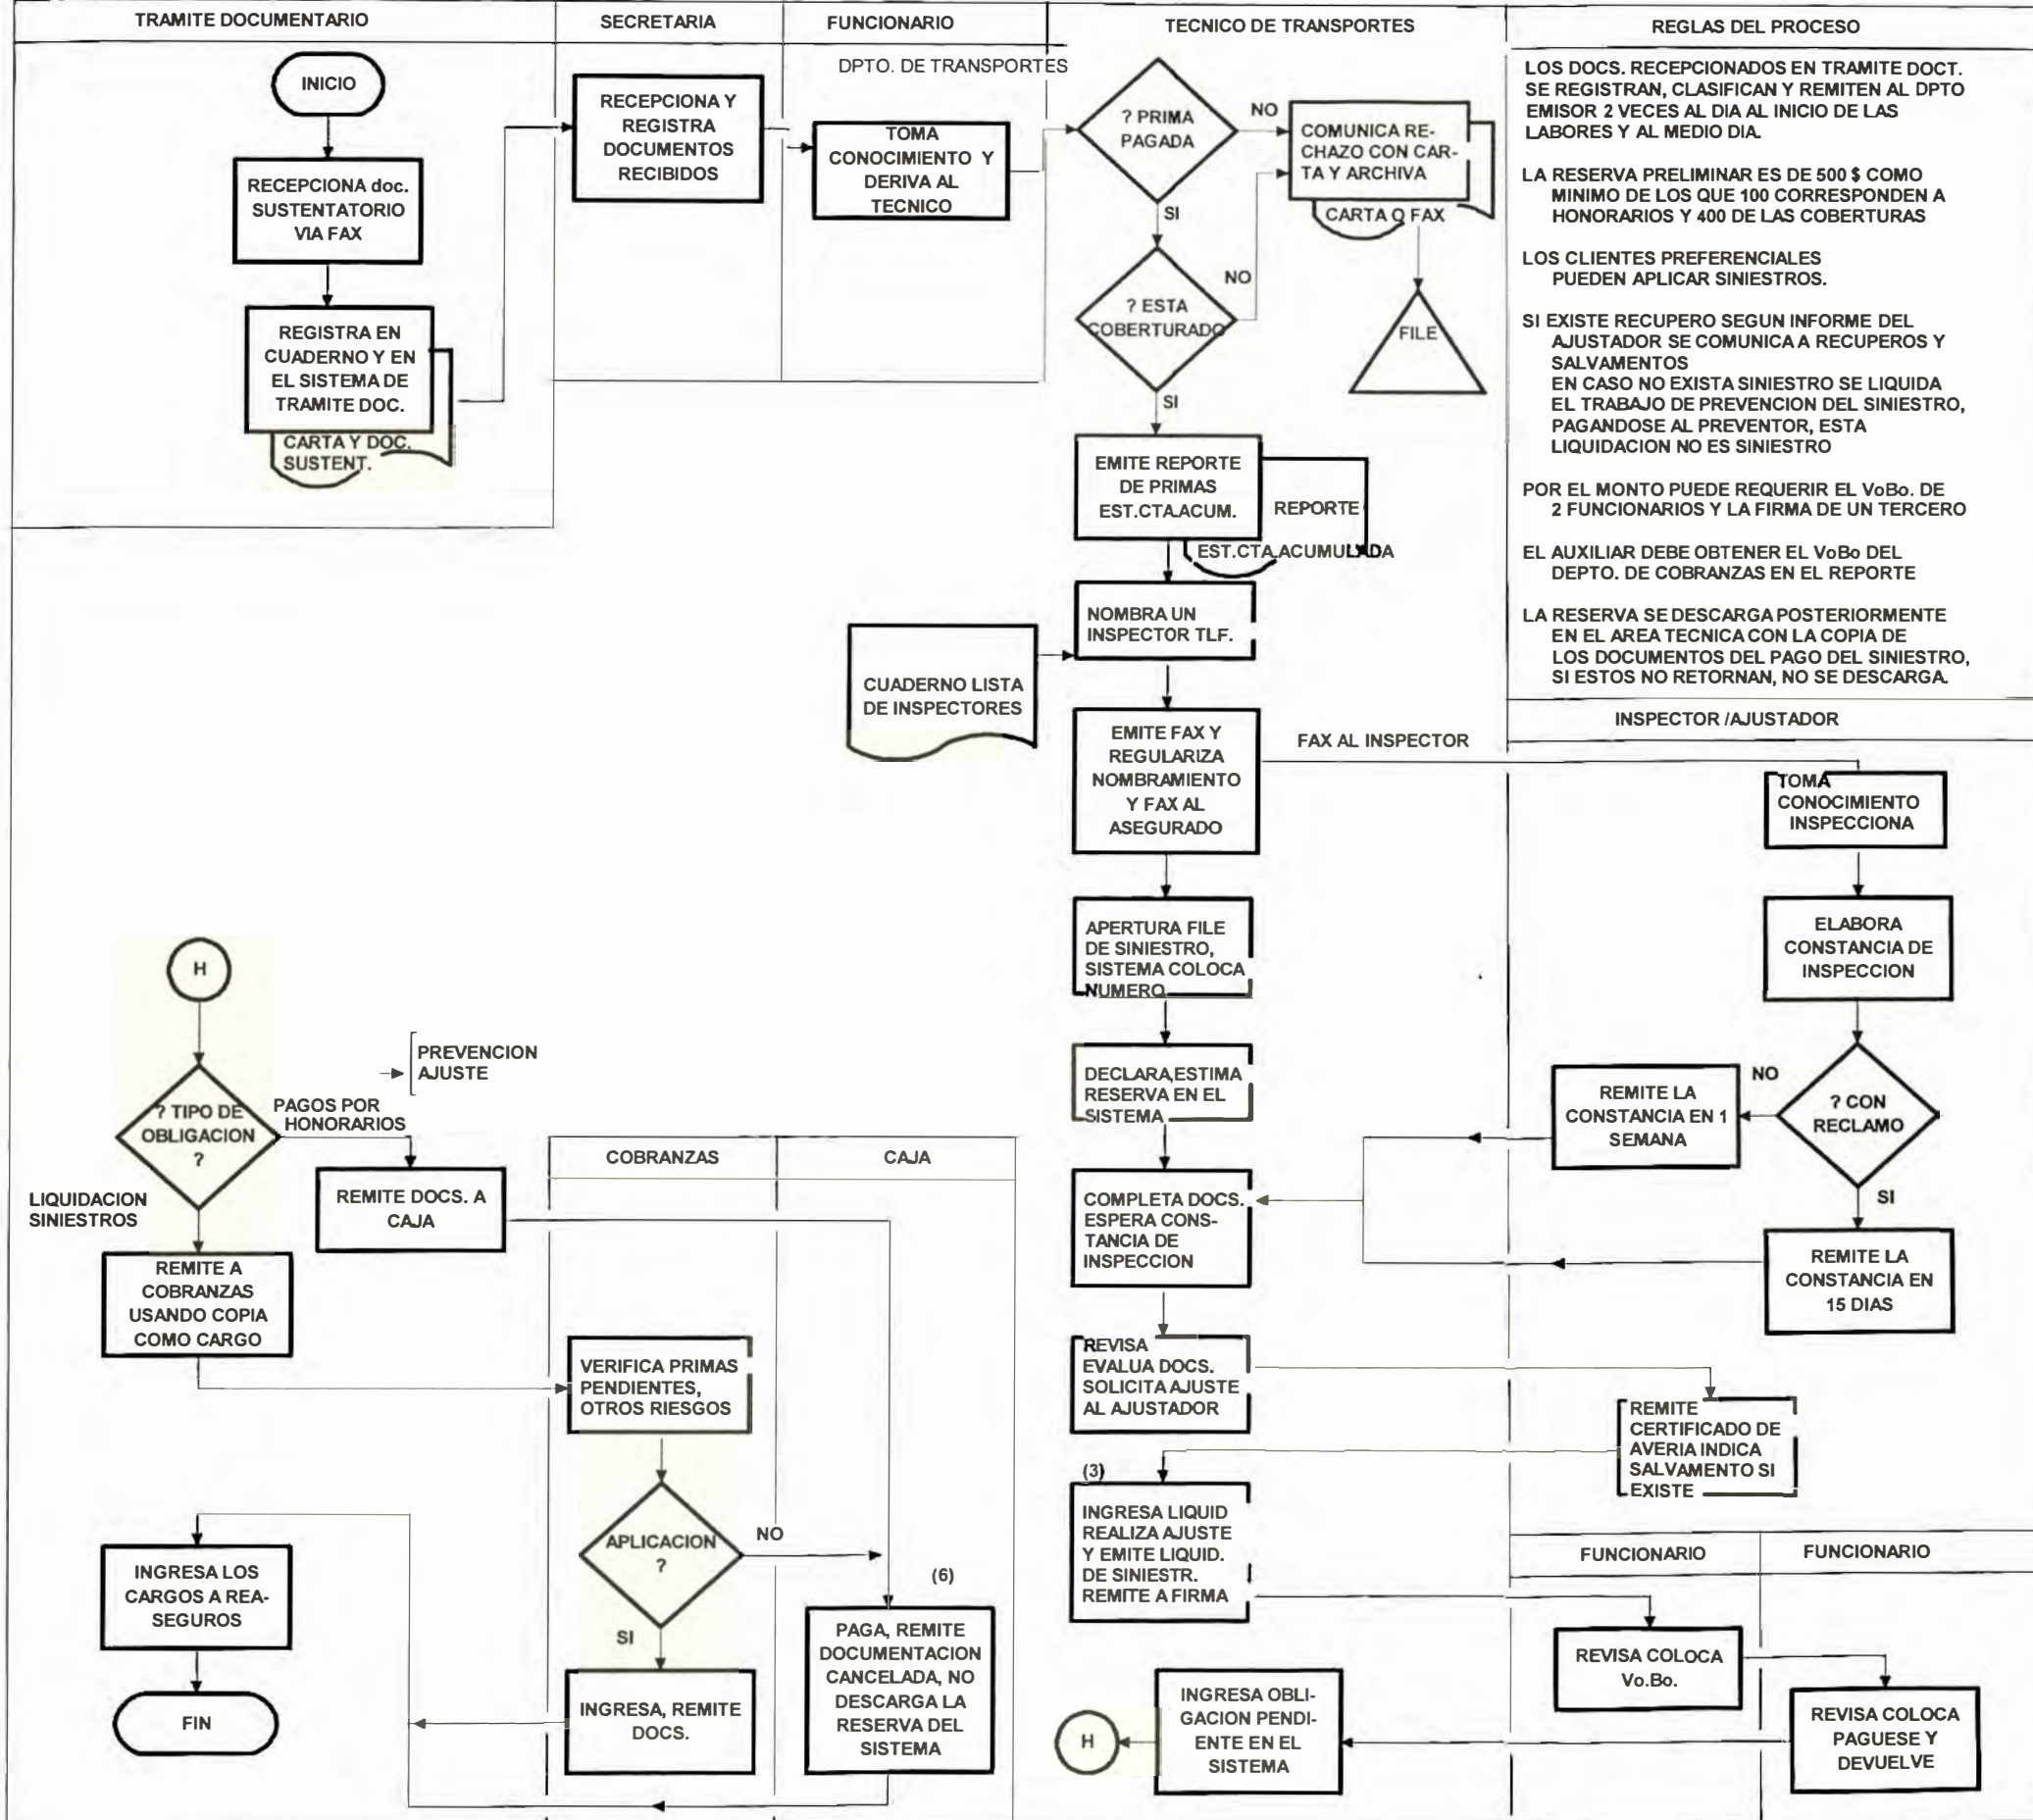 TRAMITE DOCUMENTARIO
SECRETARIA
FUNCIONARIO
TECNICO DE TRANSPORTES
REGLAS DEL PROCESO
DPTO. DE TRANSPORTES
INICIO
RECEPCIONA doc.
SUSTENTATORIO
VIA FAX
REGISTRA EN
CUADERNO Y EN
EL SISTEMA DE
TRAMITE DOC.
CARTA Y DOC.
SUSTENT.
RECEPCIONA Y
REGISTRA
DOCUMENTOS
RECIBIDOS
TOMA
CONOCIMIENTO Y
DERIVA AL
TECNICO
? PRIMA
PAGADA
NO
SI
COMUNICA RE-
CHAZO CON CAR-
TA Y ARCHIVA
CARTA O FAX
FILE
? ESTA
COBERTURADO
NO
SI
EMITE REPORTE
DE PRIMAS
EST.CTA.ACUM.
REPORTE
EST.CTA.ACUMULADA
NOMBRA UN
INSPECTOR TLF.
CUADERNO LISTA
DE INSPECTORES
EMITE FAX Y
REGULARIZA
NOMBRAMIENTO
Y FAX AL
ASEGURADO
FAX AL INSPECTOR
APERTURA FILE
DE SINIESTRO,
SISTEMA COLOCA
NUMERO
DECLARA,ESTIMA
RESERVA EN EL
SISTEMA
COMPLETA DOCS.
ESPERA CONS-
TANCIA DE
INSPECCION
REVISA
EVALUA DOCS.
SOLICITA AJUSTE
AL AJUSTADOR
(3)
INGRESA LIQUID
REALIZA AJUSTE
Y EMITE LIQUID.
DE SINIESTR.
REMITE A FIRMA
INGRESA OBLI-
GACION PENDI-
ENTE EN EL
SISTEMA
H
LOS DOCS. RECEPCIONADOS EN TRAMITE DOCT.
SE REGISTRAN, CLASIFICAN Y REMITEN AL DPTO
EMISOR 2 VECES AL DIA AL INICIO DE LAS
LABORES Y AL MEDIO DIA.
LA RESERVA PRELIMINAR ES DE 500 $ COMO
MINIMO DE LOS QUE 100 CORRESPONDEN A
HONORARIOS Y 400 DE LAS COBERTURAS
LOS CLIENTES PREFERENCIALES
PUEDEN APLICAR SINIESTROS.
SI EXISTE RECUPERO SEGUN INFORME DEL
AJUSTADOR SE COMUNICA A RECUPEROS Y
SALVAMENTOS
EN CASO NO EXISTA SINIESTRO SE LIQUIDA
EL TRABAJO DE PREVENCION DEL SINIESTRO,
PAGANDOSE AL PREVENTOR, ESTA
LIQUIDACION NO ES SINIESTRO
POR EL MONTO PUEDE REQUERIR EL VoBo. DE
2 FUNCIONARIOS Y LA FIRMA DE UN TERCERO
EL AUXILIAR DEBE OBTENER EL VoBo DEL
DEPTO. DE COBRANZAS EN EL REPORTE
LA RESERVA SE DESCARGA POSTERIORMENTE
EN EL AREA TECNICA CON LA COPIA DE
LOS DOCUMENTOS DEL PAGO DEL SINIESTRO,
SI ESTOS NO RETORNAN, NO SE DESCARGA.
INSPECTOR /AJUSTADOR
TOMA
CONOCIMIENTO
INSPECCIONA
ELABORA
CONSTANCIA DE
INSPECCION
? CON
RECLAMO
NO
SI
REMITE LA
CONSTANCIA EN 1
SEMANA
REMITE LA
CONSTANCIA EN
15 DIAS
REMITE
CERTIFICADO DE
AVERIA INDICA
SALVAMENTO SI
EXISTE
FUNCIONARIO
FUNCIONARIO
REVISA COLOCA
Vo.Bo.
REVISA COLOCA
PAGUESE Y
DEVUELVE
H
? TIPO DE
OBLIGACION
?
PREVENCION
AJUSTE
PAGOS POR
HONORARIOS
LIQUIDACION
SINIESTROS
REMITE DOCS. A
CAJA
REMITE A
COBRANZAS
USANDO COPIA
COMO CARGO
COBRANZAS
CAJA
VERIFICA PRIMAS
PENDIENTES,
OTROS RIESGOS
APLICACION
?
NO
SI
INGRESA, REMITE
DOCS.
(6)
PAGA, REMITE
DOCUMENTACION
CANCELADA, NO
DESCARGA LA
RESERVA DEL
SISTEMA
INGRESA LOS
CARGOS A REA-
SEGUROS
FIN